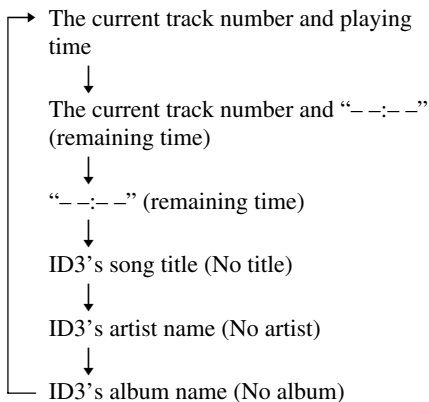 The current track number and playing
time
The current track number and “– –:– –”
(remaining time)
“– –:– –” (remaining time)
ID3’s song title (No title)
ID3’s artist name (No artist)
ID3’s album name (No album)